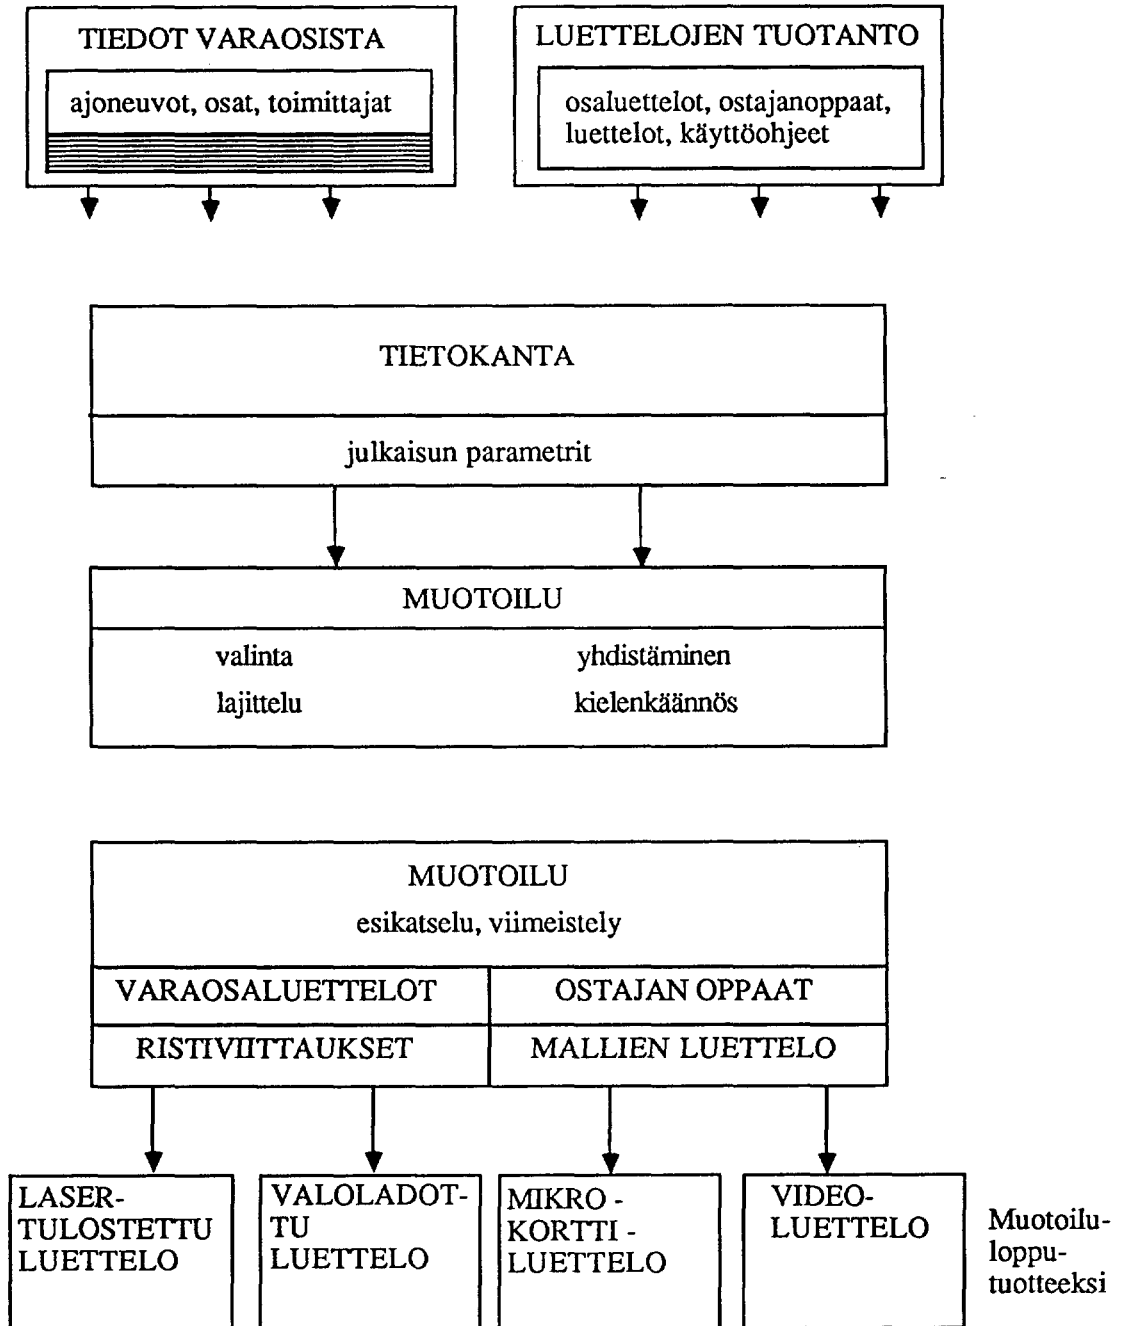 TIEDOT VARAOSISTA
ajoneuvot, osat, toimittajat
LUETTELOJEN TUOTANTO
osaluettelot, ostajanoppaat,
luettelot, käyttöohjeet
TIETOKANTA
julkaisun parametrit
MUOTOILU
valinta
yhdistäminen
lajittelu
kielenkäännös
MUOTOILU
esikatselu, viimeistely
VARAOSALUETTELOT
OSTAJAN OPPAAT
RISTIVIITTAUKSET
MALLIEN LUETTELO
LASER-
TULOSTETTU
LUETTELO
VALOLADOT-
TU
LUETTELO
MIKRO -
KORTTI -
LUETTELO
VIDEO-
LUETTELO
Muotoilu-
loppu-
tuotteeksi